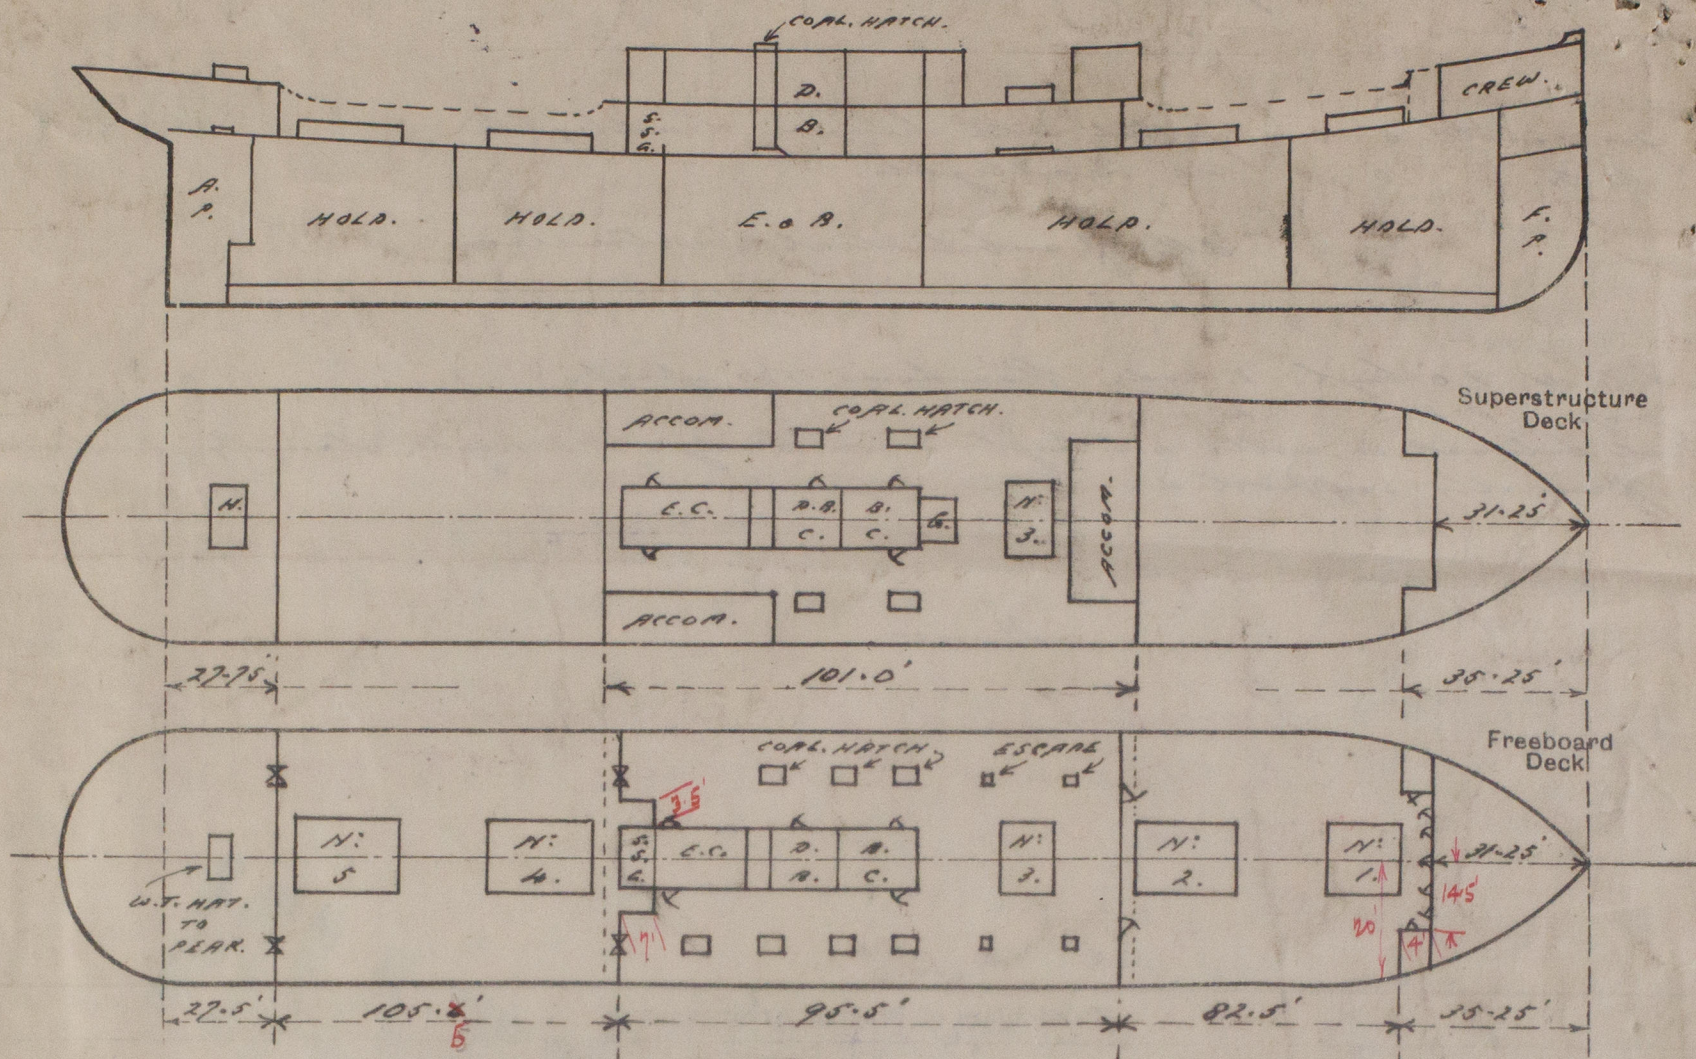 COAL. HATCH.
D.
B.
S.
S.
G.
CREW.
A.
P.
HOLD.
HOLD.
E. & B.
HOLD.
HOLD.
F.
P.
Superstructure
Deck
ACCOM.
COAL. HATCH.
H.
E.C.
D.B.
C.
B.
C.
G.
Nº
3.
ACCOM.
31.25'
ACCOM.
27.75'
101.0'
35.25'
Freeboard
Deck
COAL. HATCH.
ESCAPE
3.5'
Nº
5
Nº
4.
S.
S.
G.
E.C.
D.
B.
B.
C.
Nº
3.
Nº
2.
Nº
1.
31.25'
14.5'
W.T. HAT.
TO
PEAK.
7'
20'
4'
27.5'
105.
5
95.5'
82.5'
35.25'